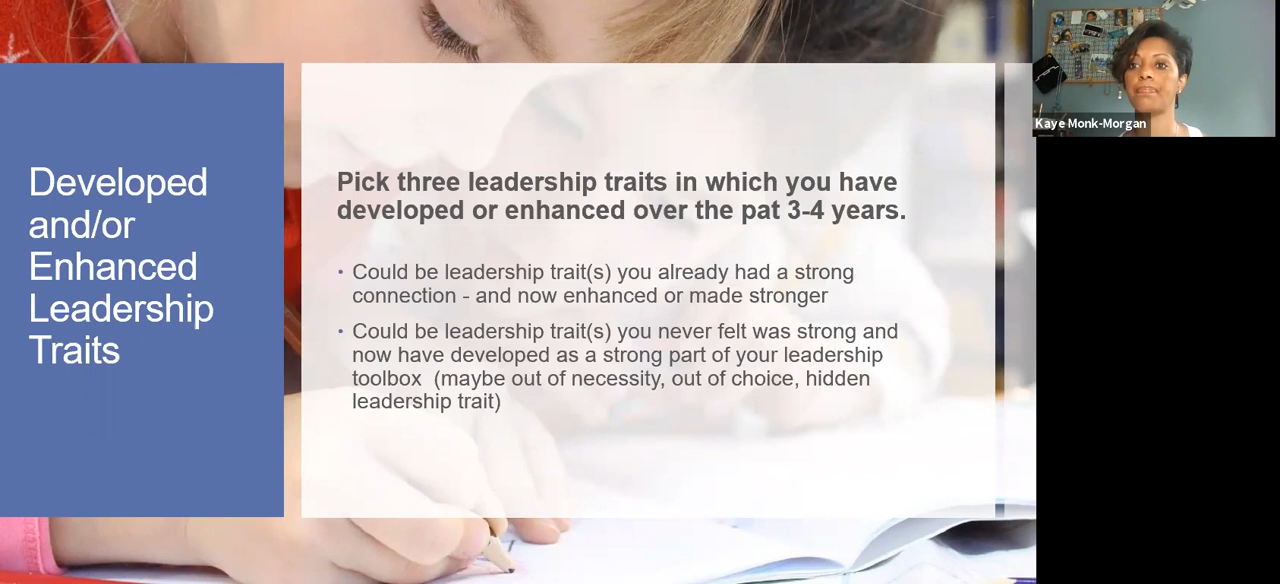 Developed
and/or
Enhanced
Leadership
Traits
Pick three leadership traits in which you have
developed or enhanced over the pat 3-4 years.
• Could be leadership trait(s) you already had a strong
connection - and now enhanced or made stronger
• Could be leadership trait(s) you never felt was strong and
now have developed as a strong part of your leadership
toolbox  (maybe out of necessity, out of choice, hidden
leadership trait)
Kaye Monk-Morgan